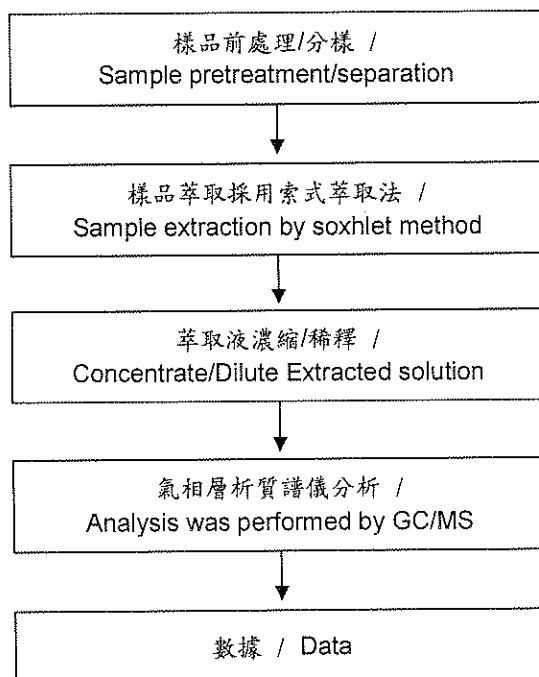 樣品前處理/分樣 /
Sample pretreatment/separation
樣品萃取採用索式萃取法 /
Sample extraction by soxhlet method
萃取液濃縮/稀釋 /
Concentrate/Dilute Extracted solution
氣相層析質譜儀分析 /
Analysis was performed by GC/MS
數據 / Data